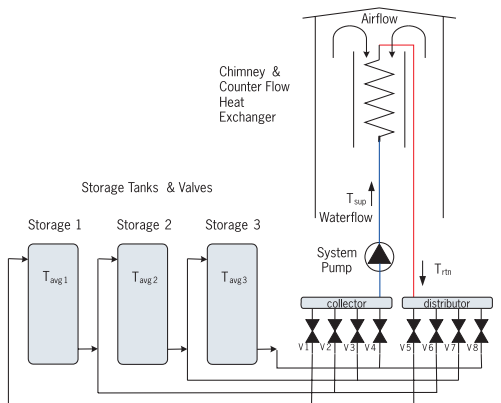 Airflow
Chimney &
Counter Flow
Heat
Exchanger
Storage Tanks & Valves
Tsup
Waterflow
Storage 1
Storage 2
Storage 3
System
Pump
Tavg1
Tavg2
Tavg3
Trtn
collector
distributor
V1
V2
V3
V4
V5
V6
V7
V8